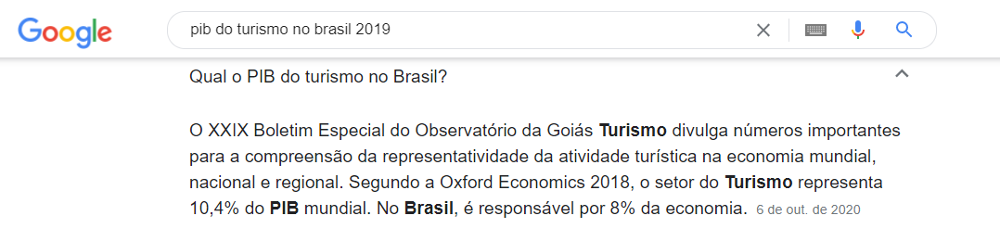 Google
pib do turismo no brasil 2019
Qual o PIB do turismo no Brasil?
O XXIX Boletim Especial do Observatório da Goiás Turismo divulga números importantes
para a compreensão da representatividade da atividade turística na economia mundial,
nacional e regional. Segundo a Oxford Economics 2018, o setor do Turismo representa
10,4% do PIB mundial. No Brasil, é responsável por 8% da economia. 6 de out. de 2020